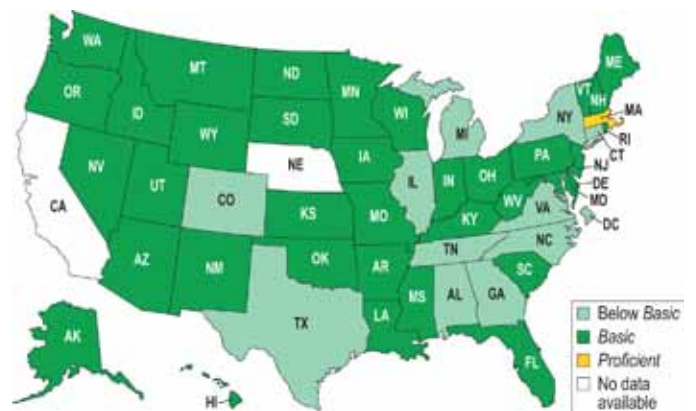 WA
MT
ND
MN
ME
VT
NH
OR
ID
SD
WI
NY
MA
WY
MI
RI
CT
NV
NE
IA
PA
NJ
UT
CO
IL
IN
OH
DE
CA
WV
MD
KS
MO
KY
VA
DC
AZ
NM
OK
AR
TN
NC
SC
TX
LA
MS
AL
GA
AK
HI
FL
Below Basic
Basic
Proficient
No data
available